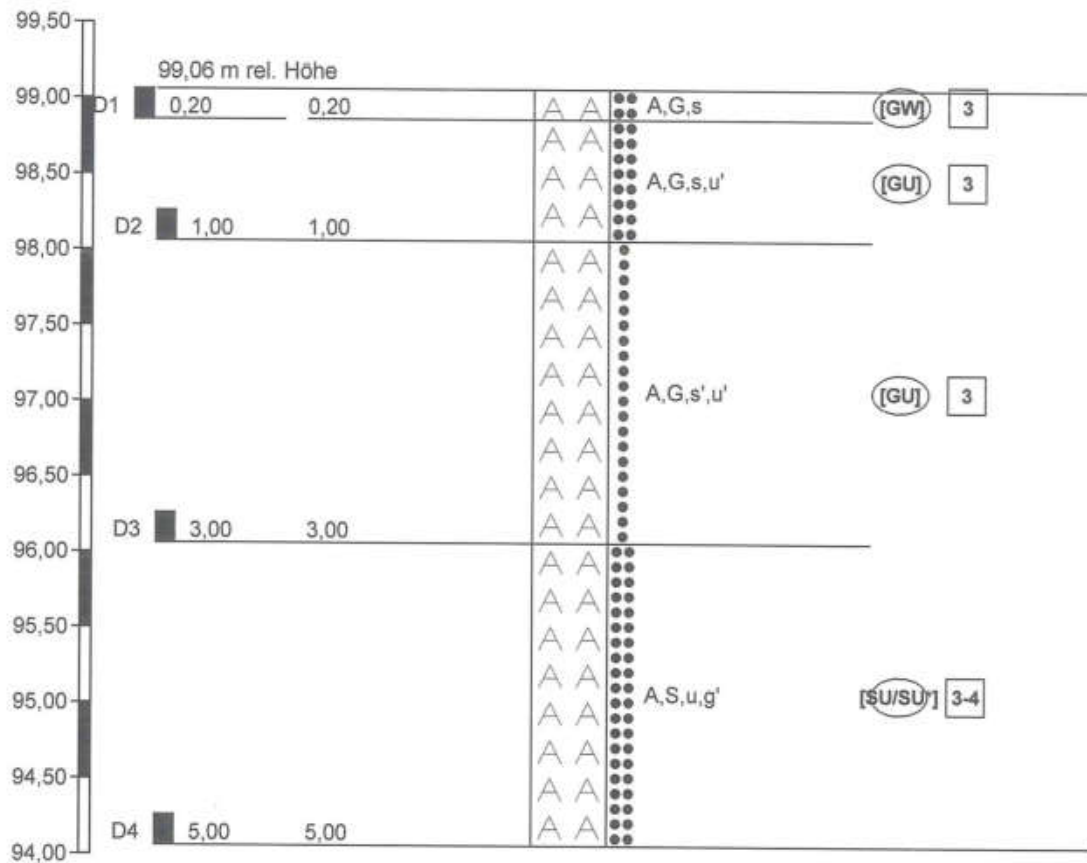 99,50
99,06 m rel. Höhe
99,00
D1 0,20 0,20 A A A,G,s [GW] 3
A A
98,50 A A A,G,s,u' [GU] 3
D2 1,00 1,00 A A
98,00
A A
97,50 A A
A A
97,00 A A A,G,s',u' [GU] 3
A A
96,50 A A
A A
D3 3,00 3,00 A A
96,00
A A
95,50 A A
A A
95,00 A A A,S,u,g' [SU/SU*] 3-4
A A
94,50 A A
A A
D4 5,00 5,00 A A
94,00